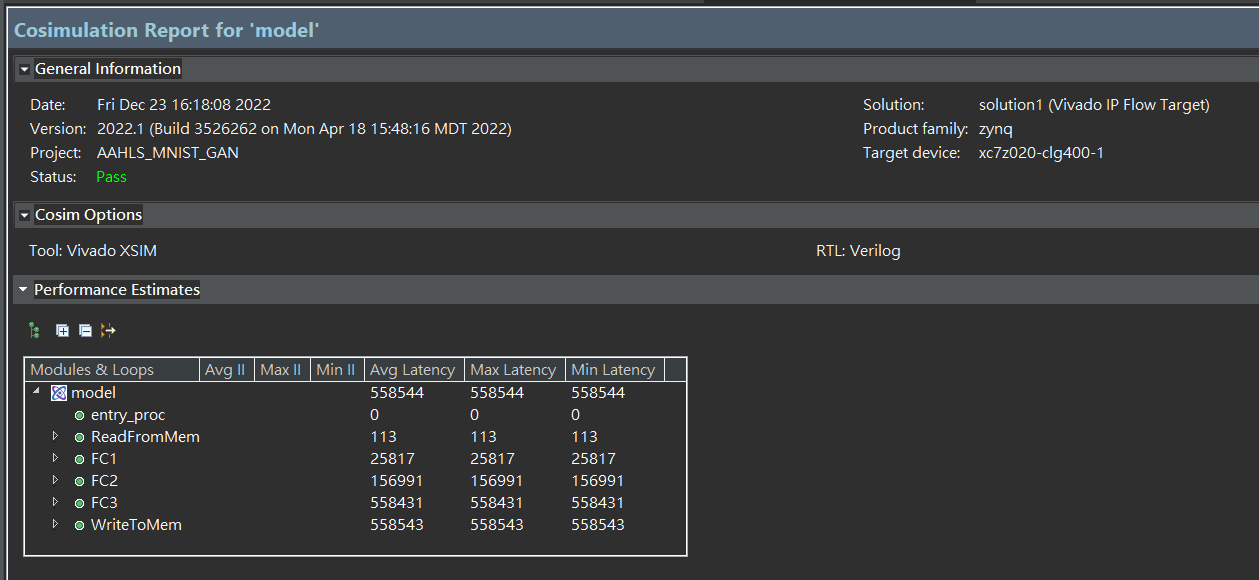 Cosimulation Report for 'model'
General Information
Date: Fri Dec 23 16:18:08 2022 Solution: solution1 (Vivado IP Flow Target)
Version: 2022.1 (Build 3526262 on Mon Apr 18 15:48:16 MDT 2022) Product family: zynq
Project: AAHLS_MNIST_GAN Target device: xc7z020-clg400-1
Status: Pass
Cosim Options
Tool: Vivado XSIM RTL: Verilog
Performance Estimates
Modules & Loops Avg II Max II Min II Avg Latency Max Latency Min Latency
model 558544 558544 558544
entry_proc 0 0 0
ReadFromMem 113 113 113
FC1 25817 25817 25817
FC2 156991 156991 156991
FC3 558431 558431 558431
WriteToMem 558543 558543 558543